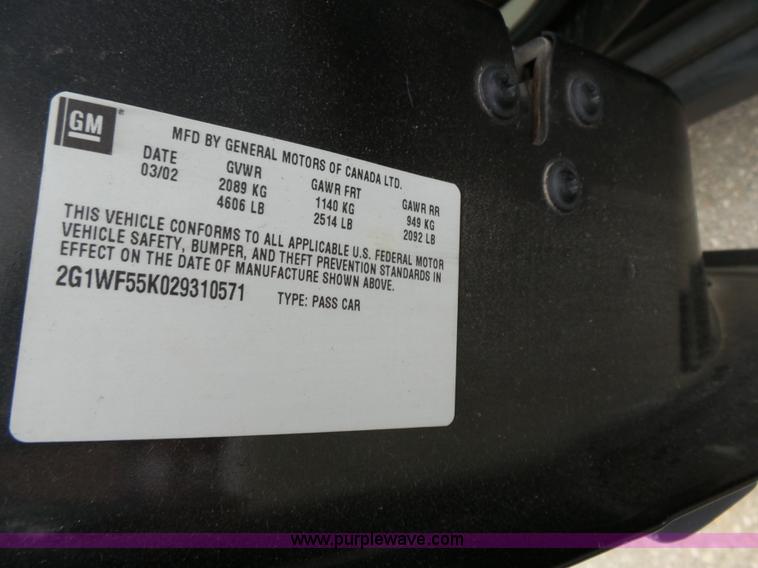 GM
MFD BY GENERAL MOTORS OF CANADA LTD.
DATE GVWR GAWR FRT GAWR RR
03/02 2089 KG 1140 KG 949 KG
4606 LB 2514 LB 2092 LB
THIS VEHICLE CONFORMS TO ALL APPLICABLE U.S. FEDERAL MOTOR
VEHICLE SAFETY, BUMPER, AND THEFT PREVENTION STANDARDS IN
EFFECT ON THE DATE OF MANUFACTURE SHOWN ABOVE.
2G1WF55K029310571 TYPE: PASS CAR
www.purplewave.com